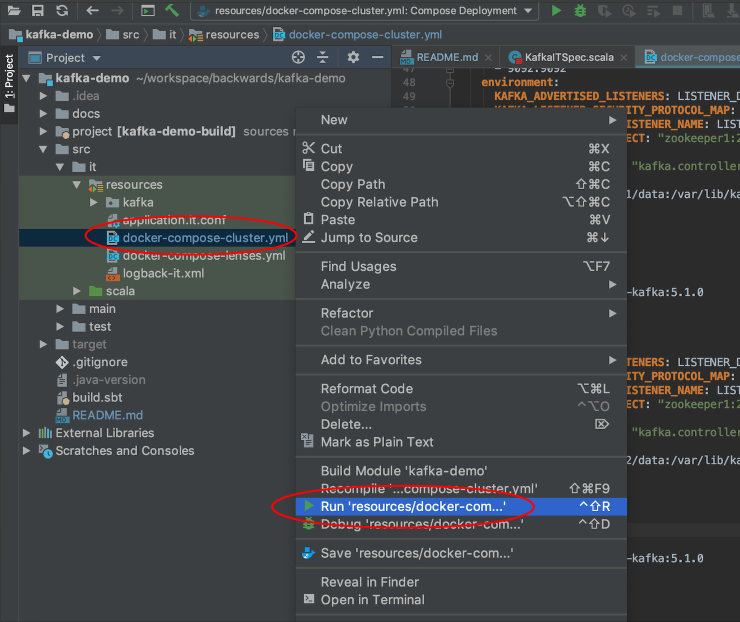 resources/docker-compose-cluster.yml: Compose Deployment
kafka-demo src it resources docker-compose-cluster.yml
1: Project
Project
README.md KafkaITSpec.scala docker-compose
kafka-demo ~/workspace/backwards/kafka-demo
.idea
docs
project [kafka-demo-build] sources
src
it
resources
kafka
application.it.conf
docker-compose-cluster.yml
docker-compose-lenses.yml
logback-it.xml
scala
main
test
target
.gitignore
.java-version
build.sbt
README.md
External Libraries
Scratches and Consoles
47 - 9092:9092
48 environment:
49 KAFKA_ADVERTISED_LISTENERS: LISTENER_D
KAFKA_LISTENER_SECURITY_PROTOCOL_MAP:
ISTENER_NAME: LIST
ECT: "zookeeper1:2
"kafka.controller
1/data:/var/lib/ka
-kafka:5.1.0
TENERS: LISTENER_D
ITY_PROTOCOL_MAP:
ISTENER_NAME: LIST
ECT: "zookeeper1:2
"kafka.controller
2/data:/var/lib/ka
-kafka:5.1.0
New
Cut ⌘X
Copy ⌘C
Copy Path ⇧⌘C
Copy Relative Path ⌥⇧⌘C
Paste ⌘V
Jump to Source ⌘↓
Find Usages ⌥F7
Analyze
Refactor
Clean Python Compiled Files
Add to Favorites
Reformat Code ⌥⌘L
Optimize Imports ⌃⌥O
Delete... ⌦
Mark as Plain Text
Build Module 'kafka-demo'
Recompile '...compose-cluster.yml' ⇧⌘F9
Run 'resources/docker-com...' ⌃⇧R
Debug 'resources/docker-com...' ⌃⇧D
Save 'resources/docker-com...'
Reveal in Finder
Open in Terminal